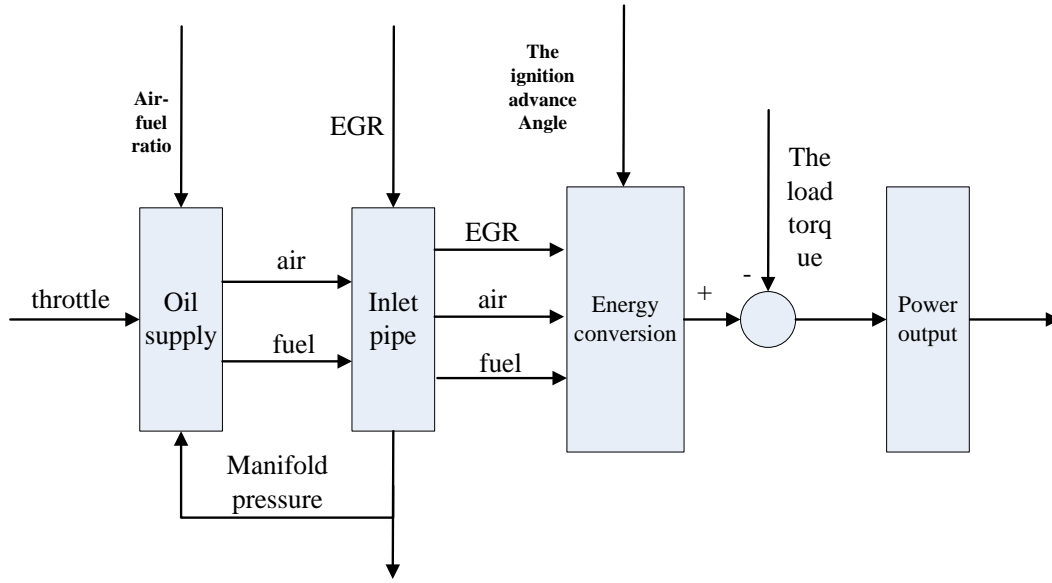 The
ignition
advance
Angle
Air-
fuel
ratio
EGR
The
load
torq
ue
EGR
air
air
throttle
Oil
supply
Inlet
pipe
Energy
conversion
+
-
Power
output
fuel
fuel
Manifold
pressure